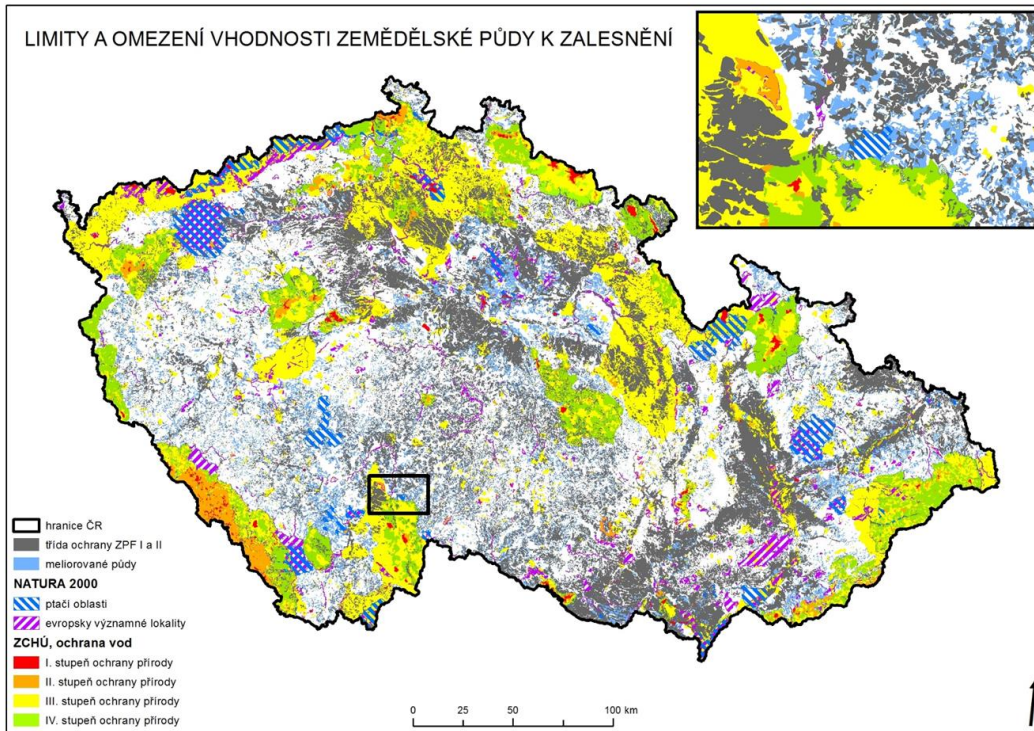 LIMITY A OMEZENÍ VHODNOSTI ZEMĚDĚLSKÉ PŮDY K ZALESNĚNÍ
hranice ČR
třída ochrany ZPF I a II
meliorované půdy
NATURA 2000
ptačí oblasti
evropsky významné lokality
ZCHÚ, ochrana vod
I. stupeň ochrany přírody
II. stupeň ochrany přírody
III. stupeň ochrany přírody
IV. stupeň ochrany přírody
0 25 50 100 km